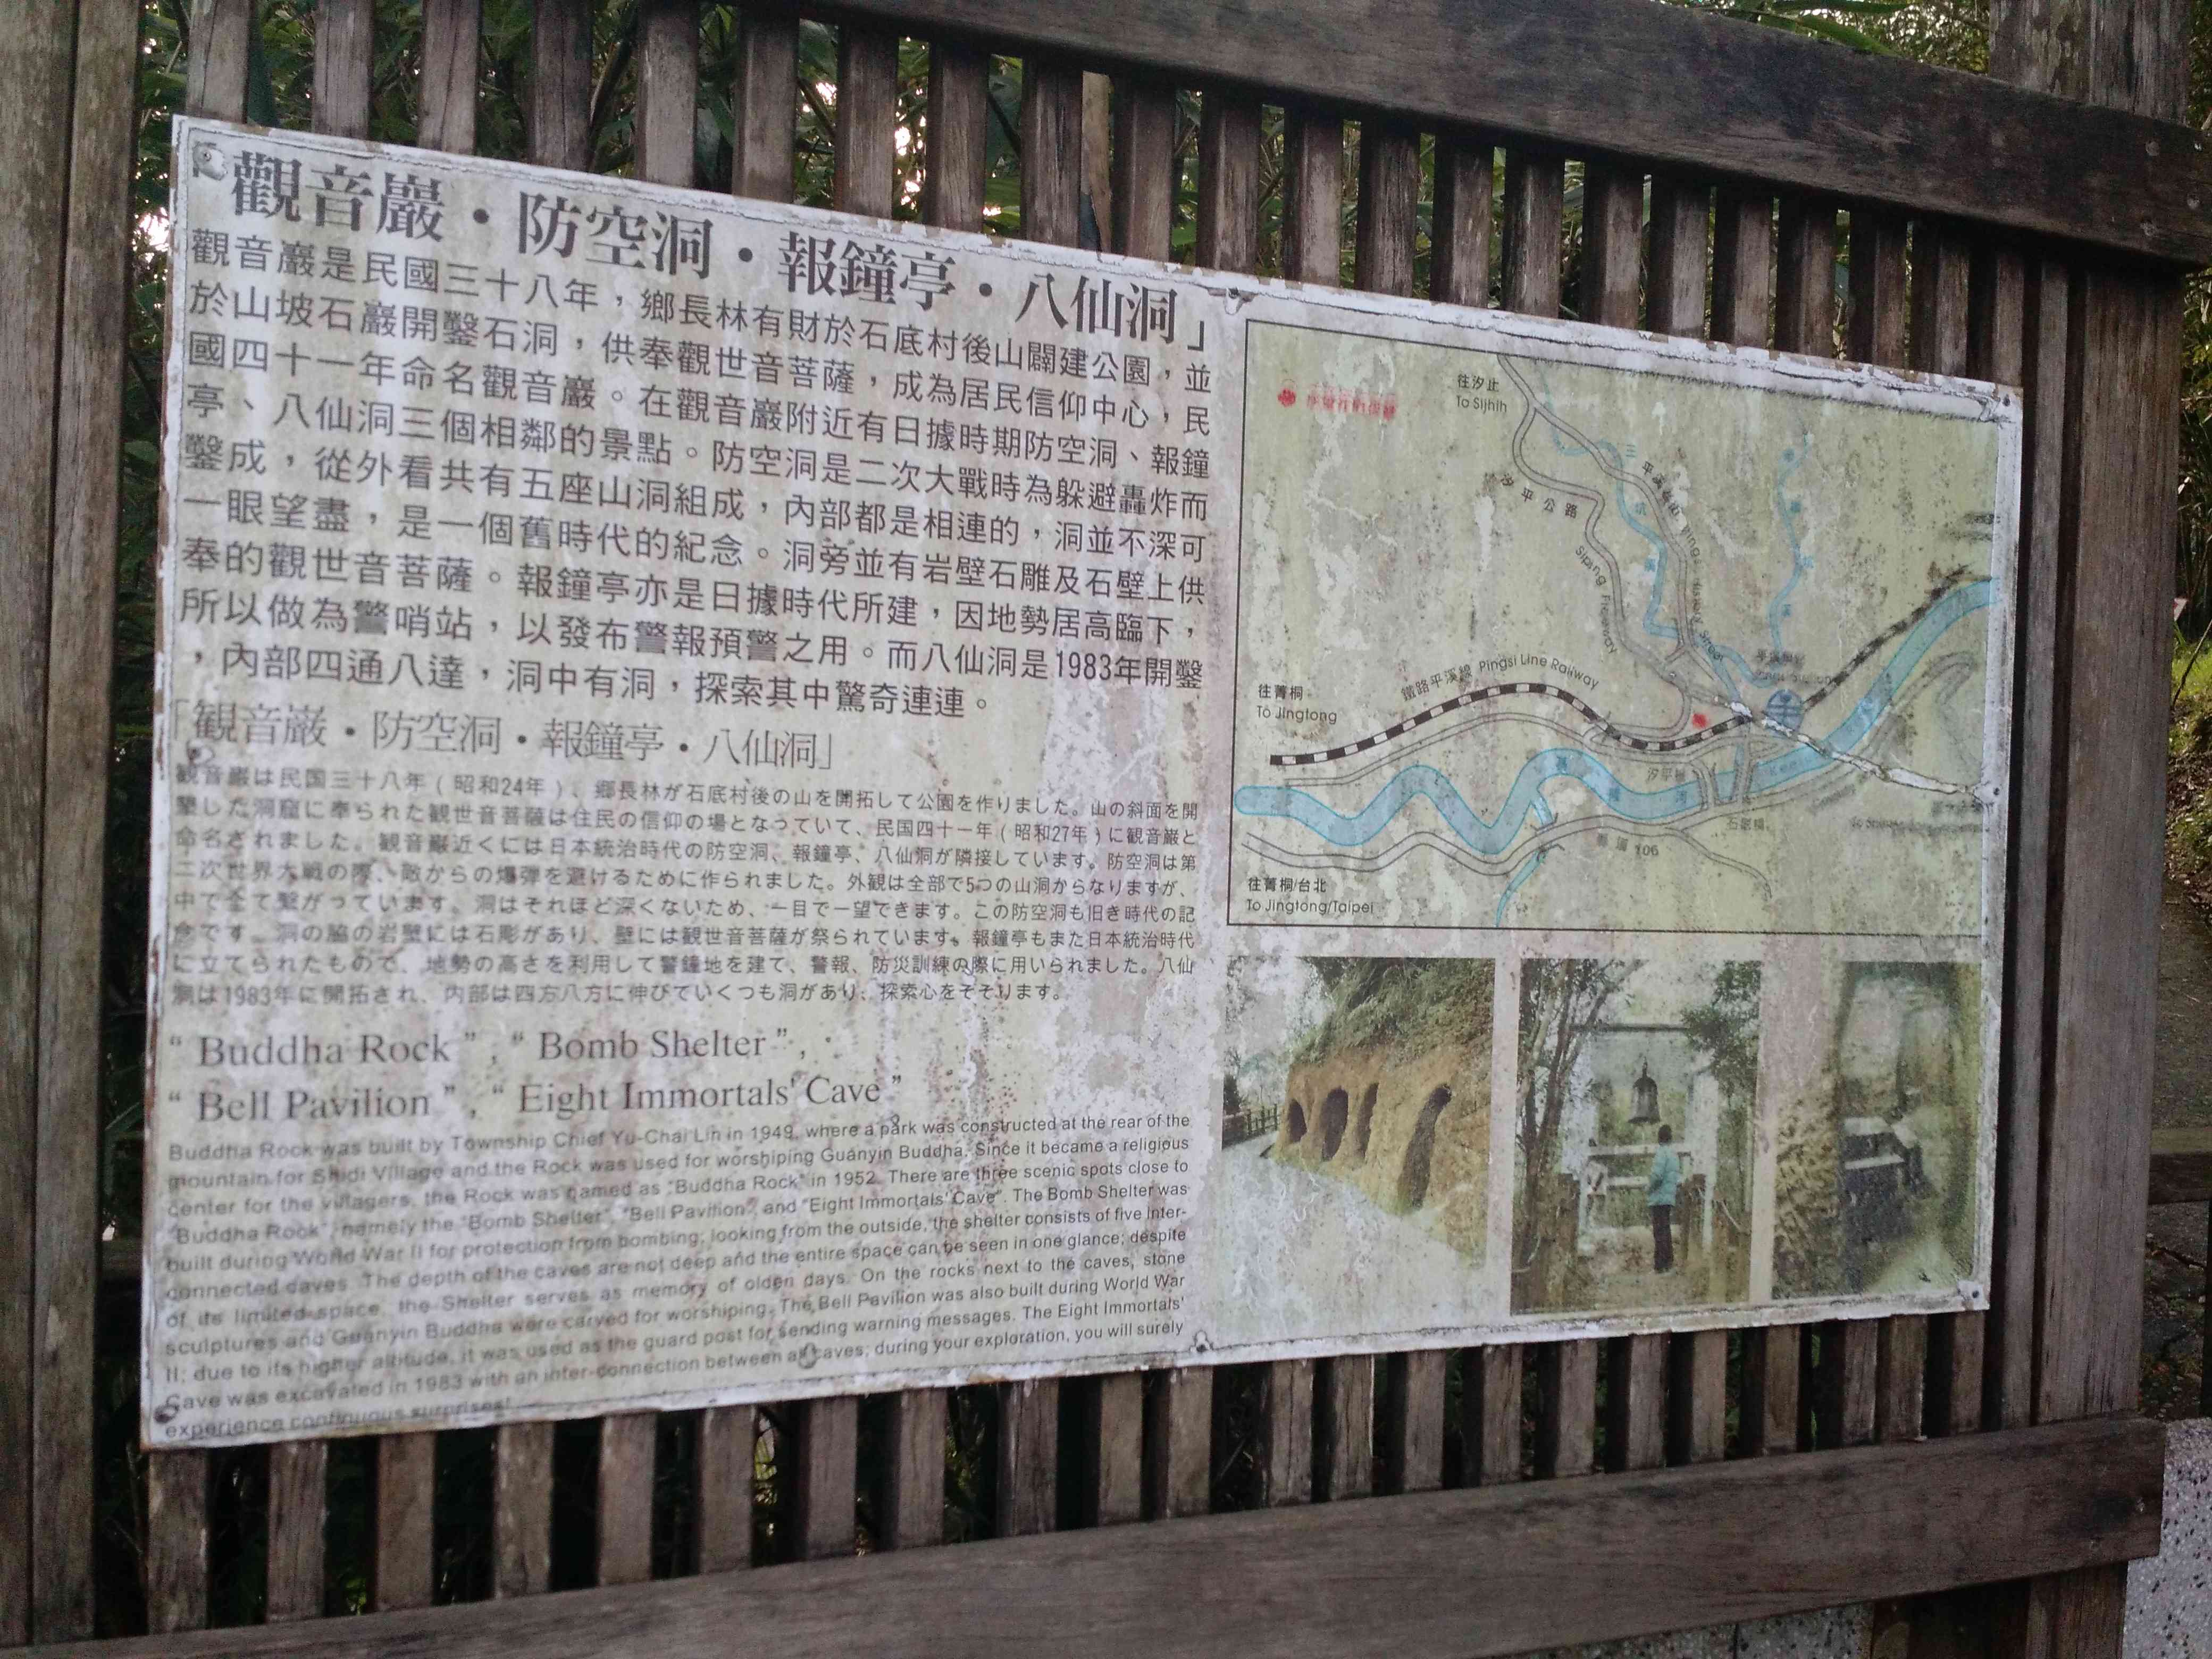 「觀音巖・防空洞・報鐘亭・八仙洞」
觀音巖是民國三十八年，鄉長林有財於石底村後山闢建公園，並
於山坡石巖開鑿石洞，供奉觀世音菩薩，成為居民信仰中心，民
國四十一年命名觀音巖。在觀音巖附近有日據時期防空洞、報鐘
亭、八仙洞三個相鄰的景點。防空洞是二次大戰時為躲避轟炸而
鑿成，從外看共有五座山洞組成，內部都是相連的，洞並不深可
一眼望盡，是一個舊時代的紀念。洞旁並有岩壁石雕及石壁上供
奉的觀世音菩薩。報鐘亭亦是日據時代所建，因地勢居高臨下，
所以做為警哨站，以發布警報預警之用。而八仙洞是1983年開鑿
，內部四通八達，洞中有洞，探索其中驚奇連連。
「観音巌・防空洞・報鐘亭・八仙洞」
観音巌は民国三十八年（昭和24年）、郷長林が石底村後の山を開拓して公園を作りました。山の斜面を開
墾した洞窟に奉られた観世音菩薩は住民の信仰の場となっていて、民国四十一年（昭和27年）に観音巌と
命名されました。観音巌近くには日本統治時代の防空洞、報鐘亭、八仙洞が隣接しています。防空洞は第
二次世界大戦の際、敵からの爆弾を避けるために作られました。外観は全部で5つの山洞からなりますが、
中で全て繋がっています。洞はそれほど深くないため、一目で一望できます。この防空洞も旧き時代の記
念です。洞の脇の岩壁には石彫があり、壁には観世音菩薩が祭られています。報鐘亭もまた日本統治時代
に立てられたもので、地勢の高さを利用して警鐘地を建て、警報、防災訓練の際に用いられました。八仙
洞は1983年に開拓され、内部は四方八方に伸びていくつも洞があり、探索心をそそります。
“ Buddha Rock ” , “ Bomb Shelter ” ,
“ Bell Pavilion ” , “ Eight Immortals' Cave ”
Buddha Rock was built by Township Chief Yu-Chai Lin in 1949, where a park was constructed at the rear of the
mountain for Shidi Village and the Rock was used for worshiping Guanyin Buddha. Since it became a religious
center for the villagers, the Rock was named as "Buddha Rock" in 1952. There are three scenic spots close to
"Buddha Rock", namely the "Bomb Shelter", "Bell Pavilion", and "Eight Immortals' Cave". The Bomb Shelter was
built during World War II for protection from bombing; looking from the outside, the shelter consists of five inter-
connected caves. The depth of the caves are not deep and the entire space can be seen in one glance; despite
of its limited space, the Shelter serves as memory of olden days. On the rocks next to the caves, stone
sculptures and Guanyin Buddha were carved for worshiping. The Bell Pavilion was also built during World War
II; due to its higher altitude, it was used as the guard post for sending warning messages. The Eight Immortals'
Cave was excavated in 1983 with an inter-connection between all caves; during your exploration, you will surely
experience continuous surprises!
往汐止
To Sijhih
汐平公路
Siping Freeway
三坑溪
平溪老街
Street
鐵路平溪線 Pingsi Line Railway
往菁桐
To Jingtong
基隆河
石底橋
106
往菁桐/台北
To Jingtong/Taipei